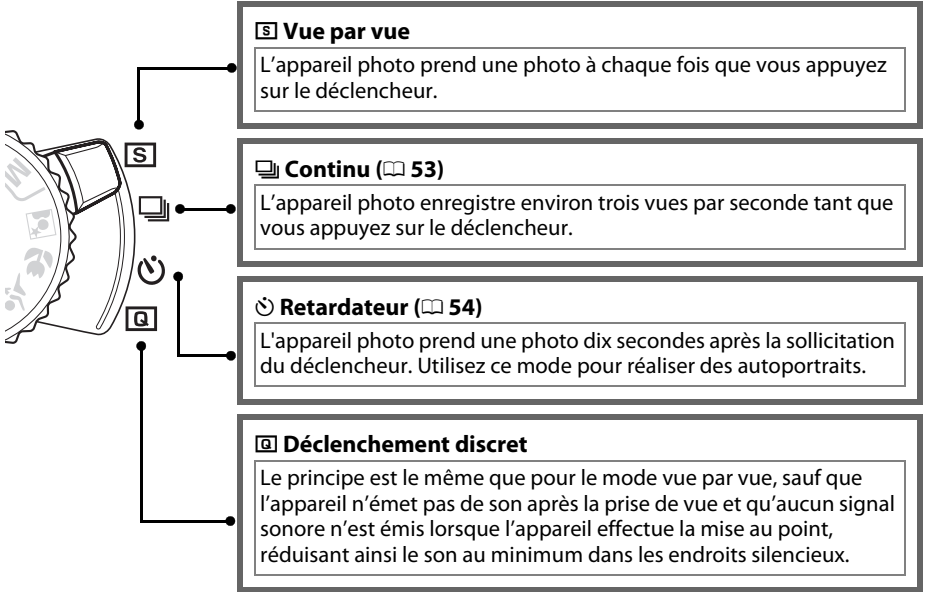 S Vue par vue
L’appareil photo prend une photo à chaque fois que vous appuyez
sur le déclencheur.
S
Continu (53)
L’appareil photo enregistre environ trois vues par seconde tant que
vous appuyez sur le déclencheur.
M
Retardateur (54)
L'appareil photo prend une photo dix secondes après la sollicitation
du déclencheur. Utilisez ce mode pour réaliser des autoportraits.
Q
Q Déclenchement discret
Le principe est le même que pour le mode vue par vue, sauf que
l’appareil n’émet pas de son après la prise de vue et qu’aucun signal
sonore n’est émis lorsque l’appareil effectue la mise au point,
réduisant ainsi le son au minimum dans les endroits silencieux.